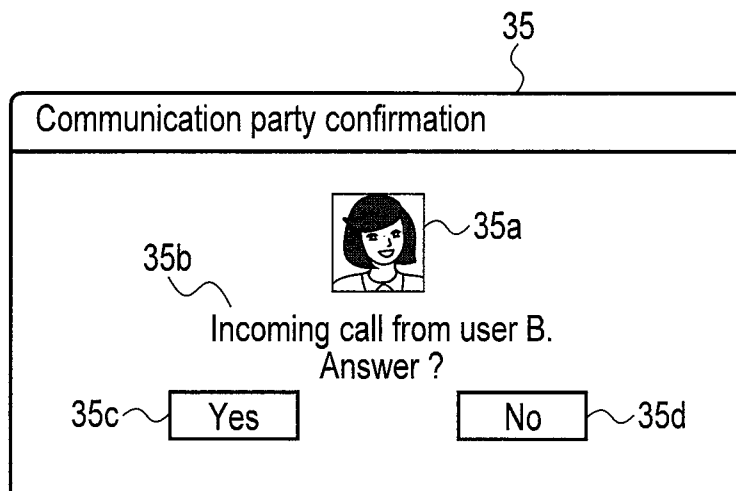 35
Communication party confirmation
35a
35b
Incoming call from user B.
Answer ?
35c
Yes
No
35d